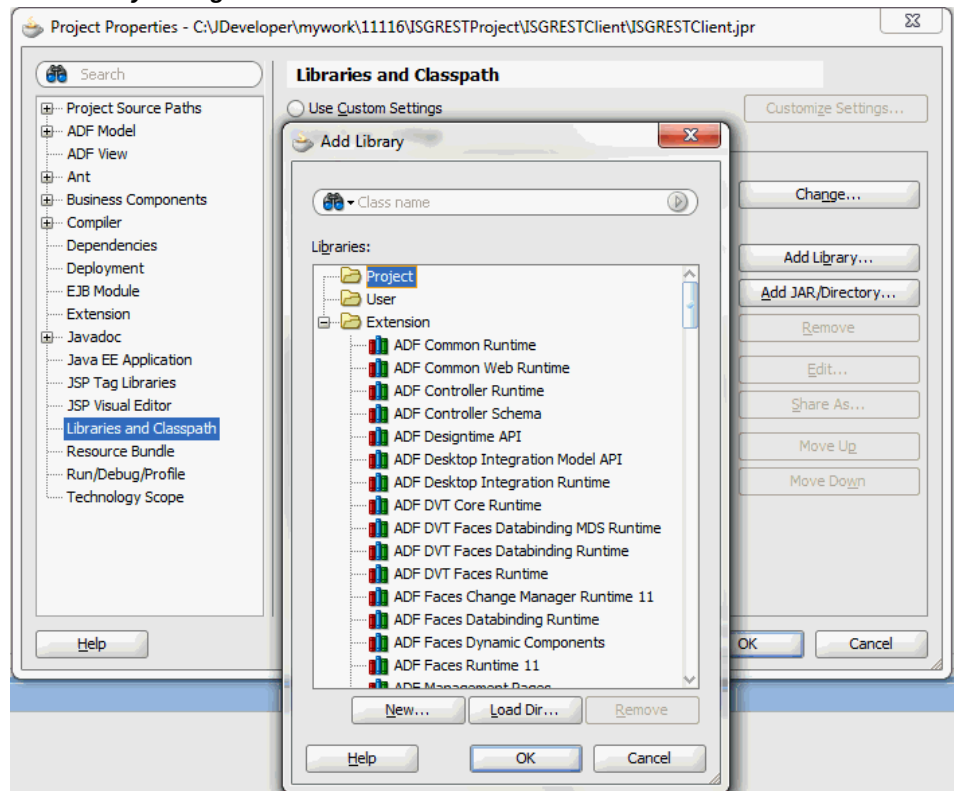 Project Properties - C:\JDeveloper\mywork\11116\ISGRESTProject\ISGRESTClient\ISGRESTClient.jpr
Search
Project Source Paths
ADF Model
ADF View
Ant
Business Components
Compiler
Dependencies
Deployment
EJB Module
Extension
Javadoc
Java EE Application
JSP Tag Libraries
JSP Visual Editor
Libraries and Classpath
Resource Bundle
Run/Debug/Profile
Technology Scope
Libraries and Classpath
Use Custom Settings
Customize Settings...
Change...
Add Library...
Add JAR/Directory...
Remove
Edit...
Share As...
Move Up
Move Down
Help
OK
Cancel
Add Library
Class name
Libraries:
Project
User
Extension
ADF Common Runtime
ADF Common Web Runtime
ADF Controller Runtime
ADF Controller Schema
ADF Designtime API
ADF Desktop Integration Model API
ADF Desktop Integration Runtime
ADF DVT Core Runtime
ADF DVT Faces Databinding MDS Runtime
ADF DVT Faces Databinding Runtime
ADF DVT Faces Runtime
ADF Faces Change Manager Runtime 11
ADF Faces Databinding Runtime
ADF Faces Dynamic Components
ADF Faces Runtime 11
ADF Management Pages
New...
Load Dir...
Remove
Help
OK
Cancel